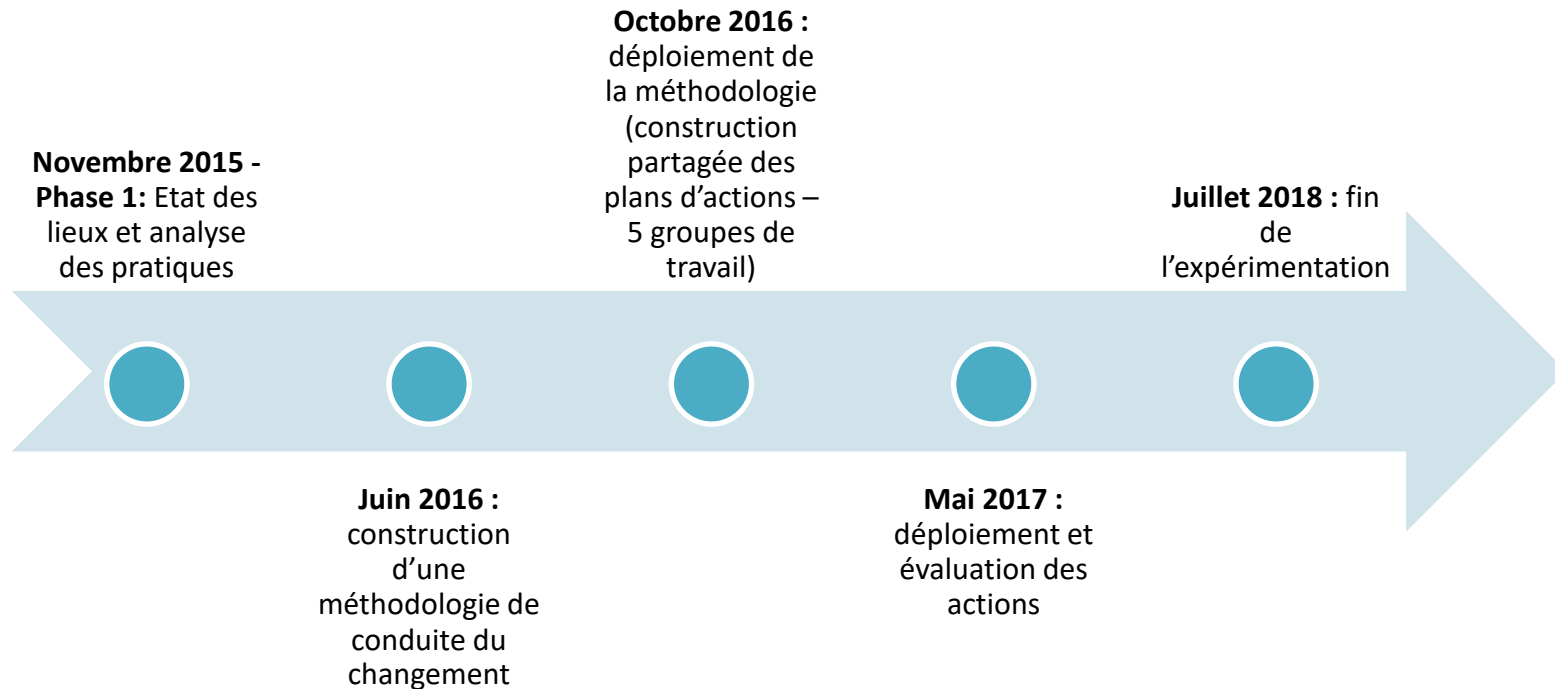 Novembre 2015 -
Phase 1: Etat des
lieux et analyse
des pratiques
Juin 2016 :
construction
d’une
méthodologie de
conduite du
changement
Octobre 2016 :
déploiement de
la méthodologie
(construction
partagée des
plans d’actions –
5 groupes de
travail)
Mai 2017 :
déploiement et
évaluation des
actions
Juillet 2018 : fin
de
l’expérimentation